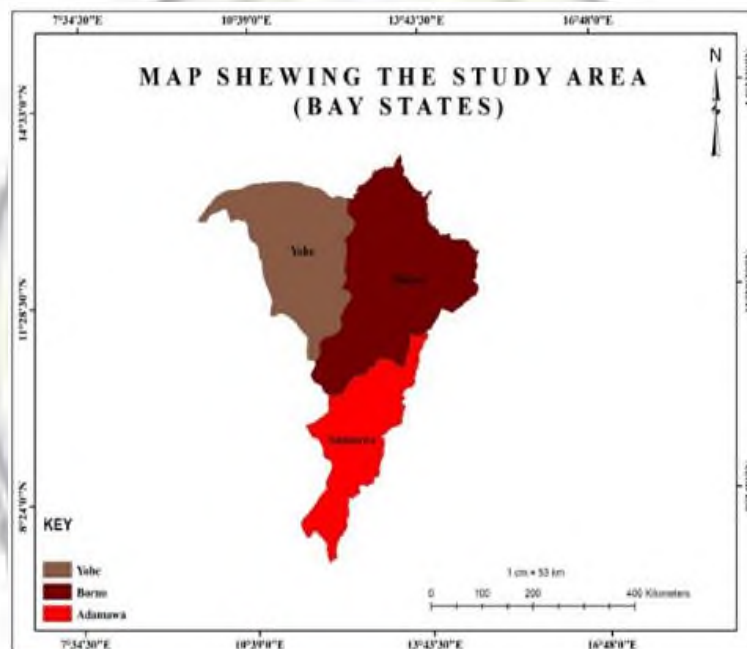 7°34'30"E 10°39'0"E 13°43'30"E 16°48'0"E
MAP SHEWING THE STUDY AREA
(BAY STATES)
N
14°33'0"N
Yobe
11°28'30"N
Adamawa
8°24'0"N
KEY
Yobe
Borno
Adamawa
1 cm = 53 km
0 100 200 400 Kilometers
7°34'30"E 10°39'0"E 13°43'30"E 16°48'0"E